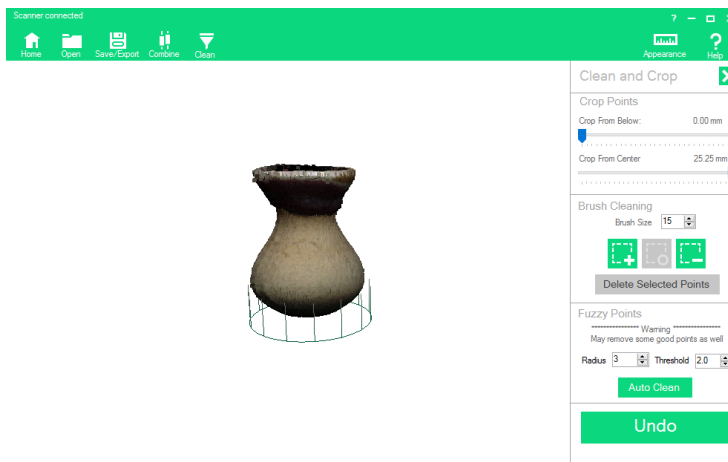 Scanner connected
?
Home Open Save/Export Combine Clean Appearance Help
Clean and Crop
Crop Points
Crop From Below: 0.00 mm
Crop From Center 25.25 mm
Brush Cleaning
Brush Size 15
Delete Selected Points
Fuzzy Points
**************** Warning ****************
May remove some good points as well
Radius 3 Threshold 2.0
Auto Clean
Undo